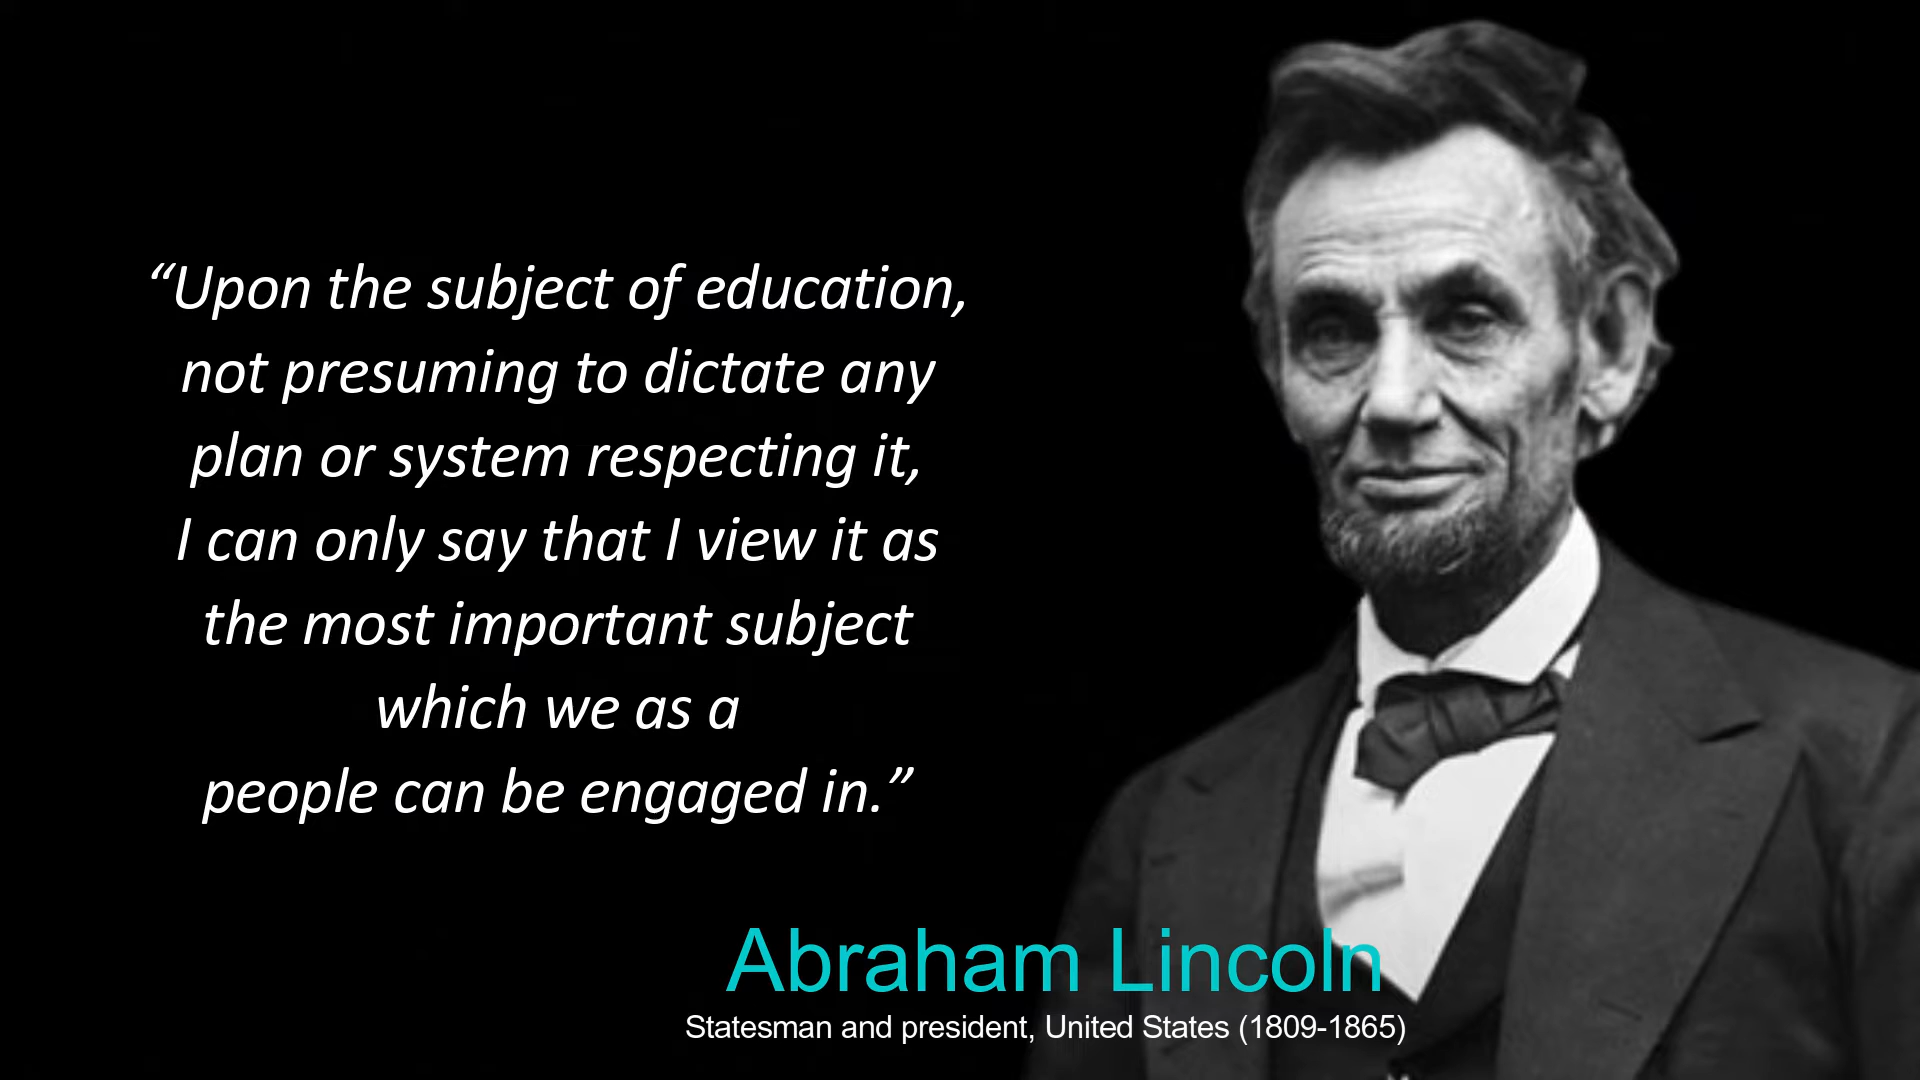 “Upon the subject of education,
not presuming to dictate any
plan or system respecting it,
I can only say that I view it as
the most important subject
which we as a
people can be engaged in.”
Abraham Lincoln
Statesman and president, United States (1809-1865)